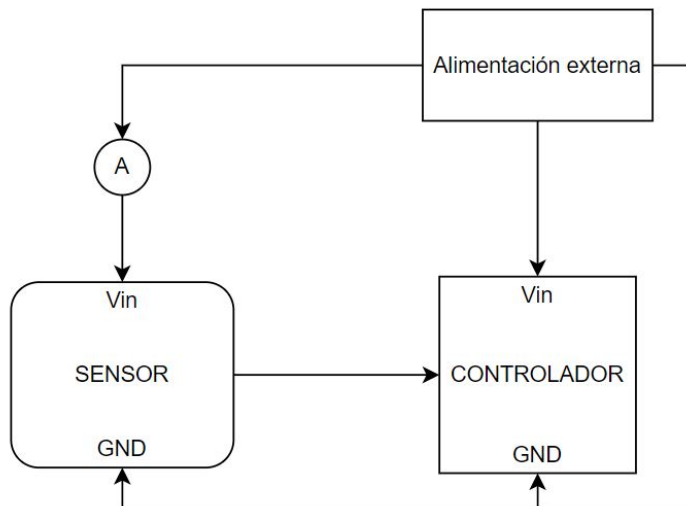 Alimentación externa
A
Vin
Vin
SENSOR
CONTROLADOR
GND
GND